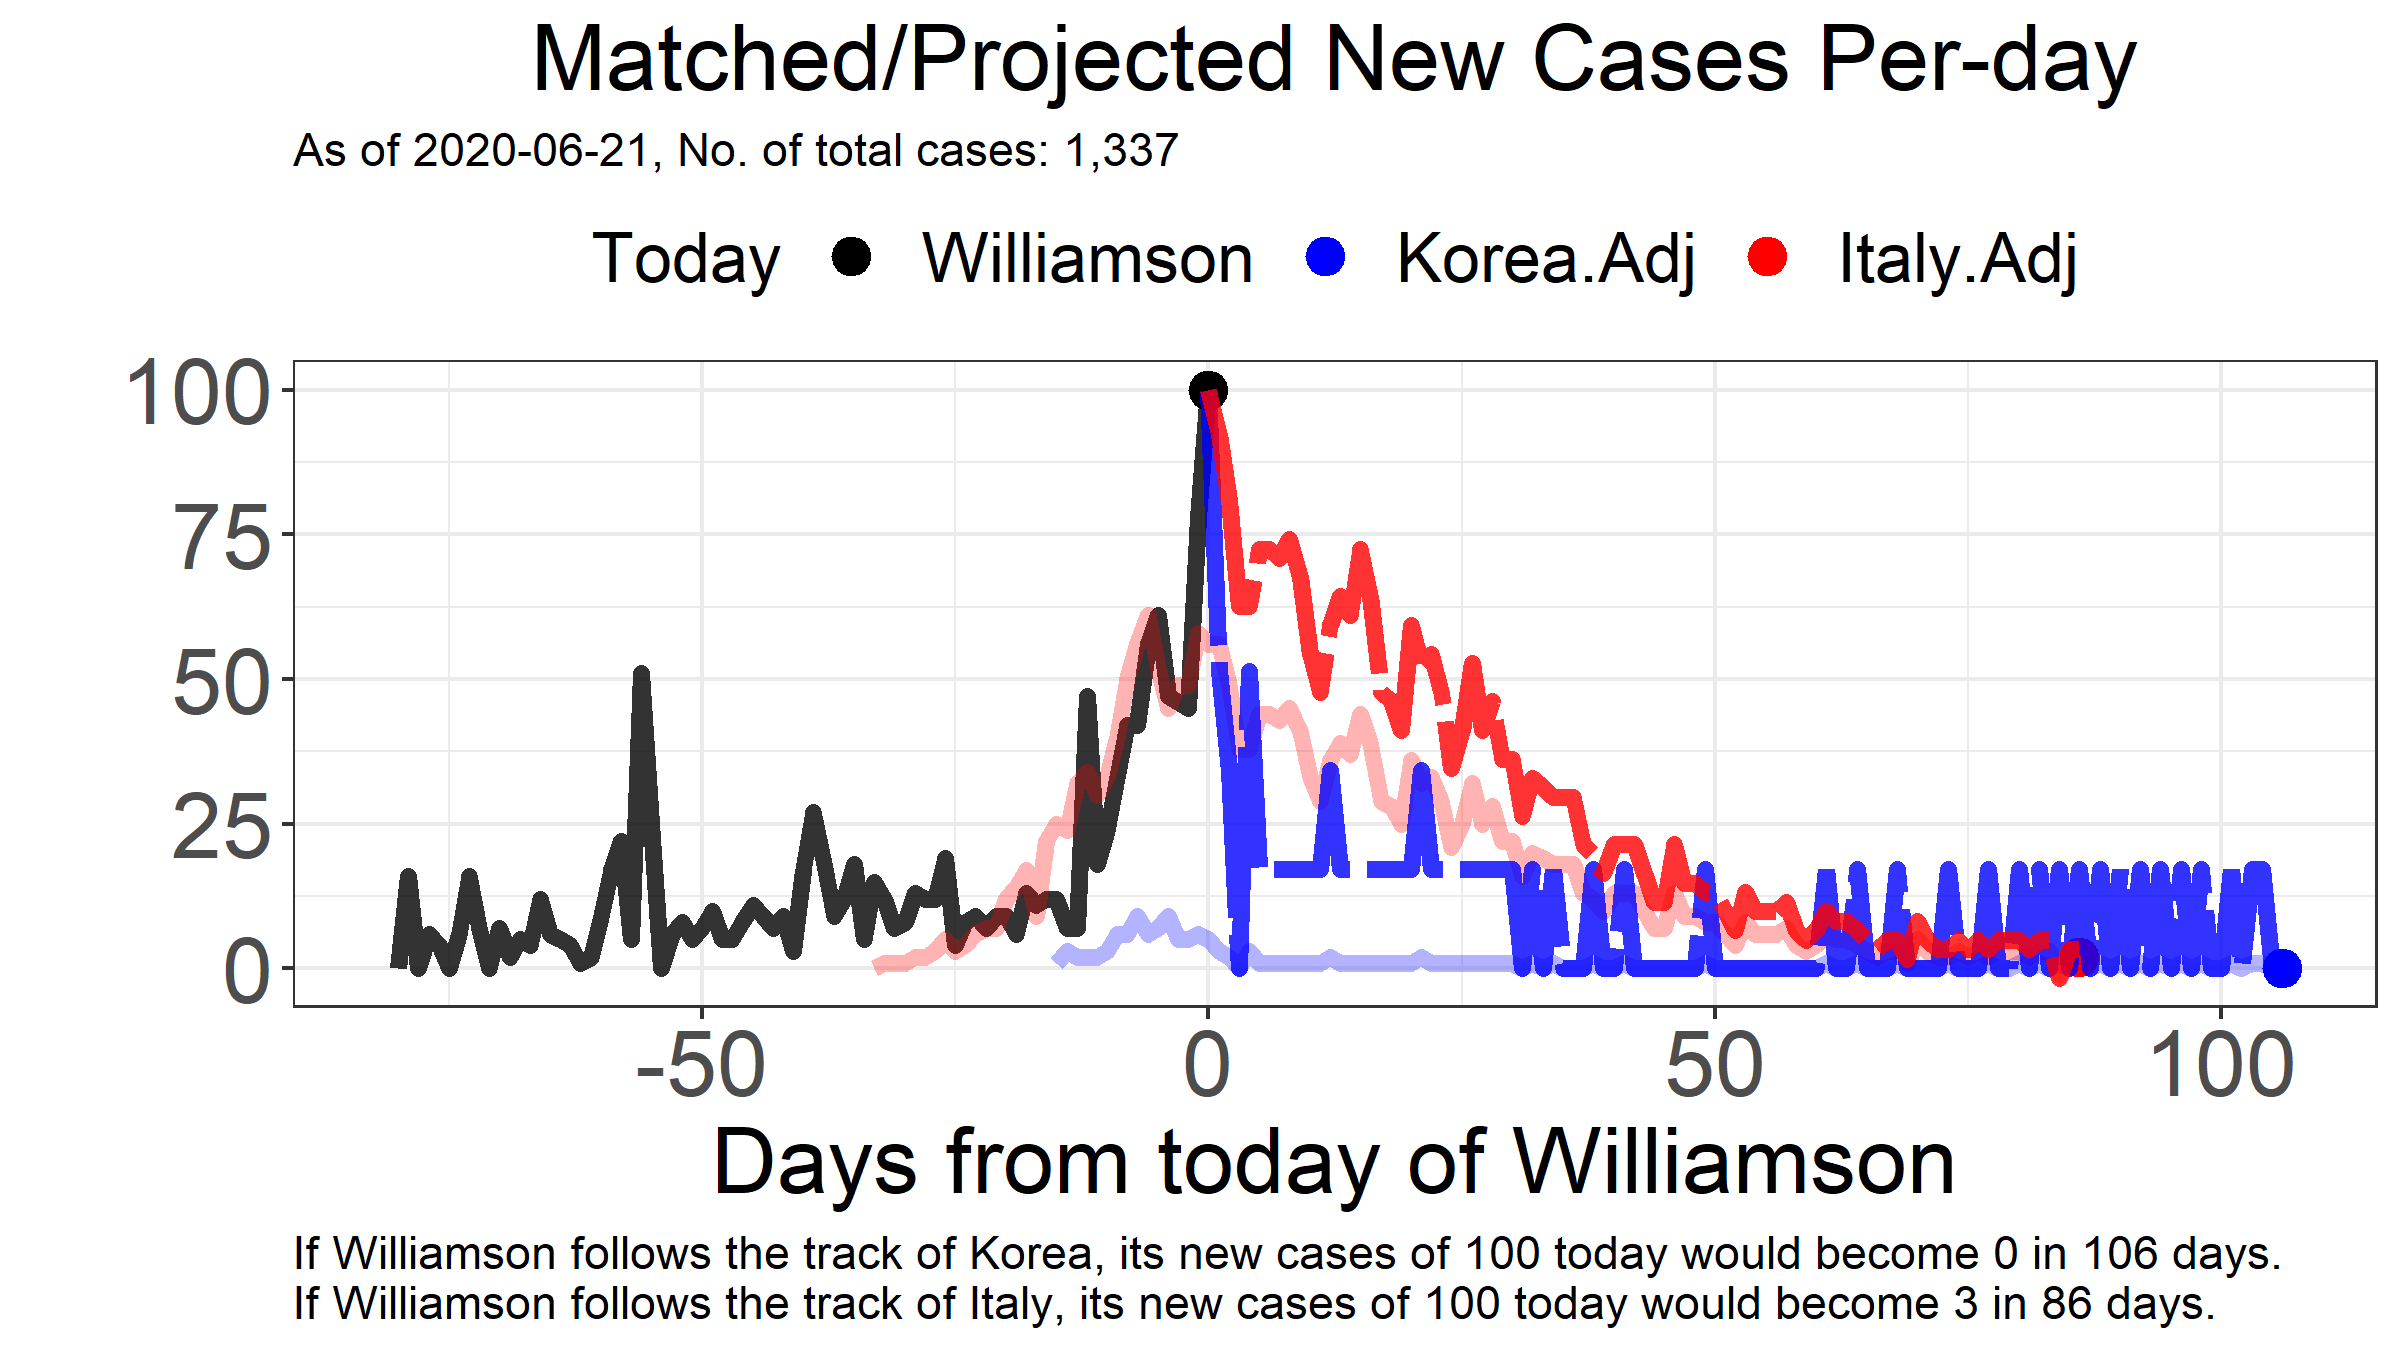 Matched/Projected New Cases Per-day
As of 2020-06-21, No. of total cases: 1,337
Today Williamson Korea.Adj Italy.Adj
100
75
50
25
0
-50 0 50 100
Days from today of Williamson
If Williamson follows the track of Korea, its new cases of 100 today would become 0 in 106 days.
If Williamson follows the track of Italy, its new cases of 100 today would become 3 in 86 days.